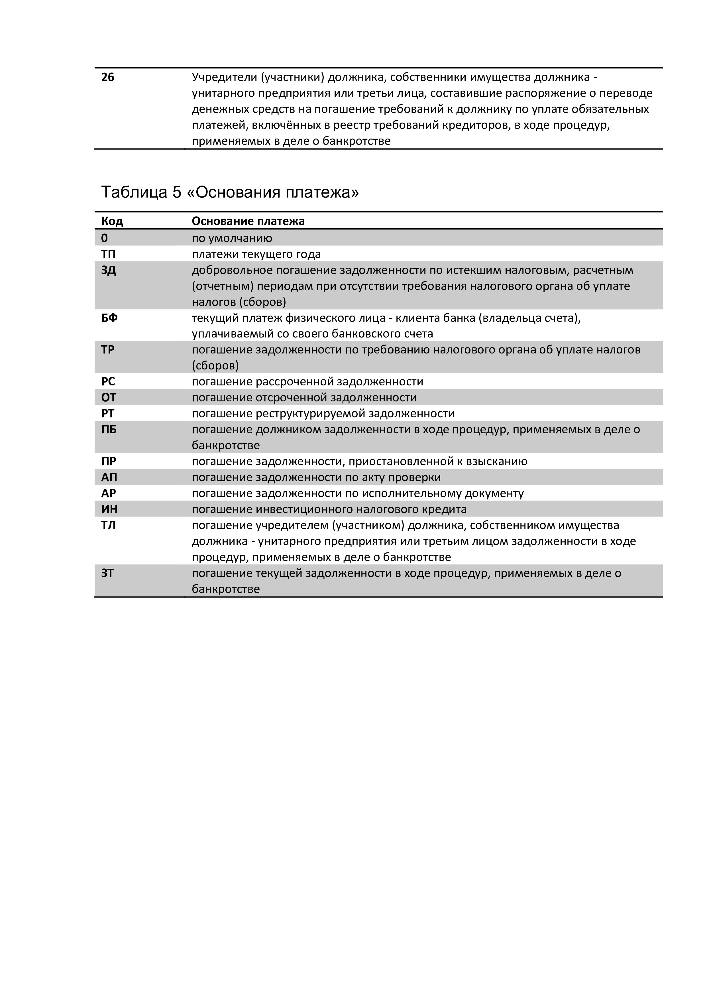 26 Учредители (участники) должника, собственники имущества должника -
унитарного предприятия или третьи лица, составившие распоряжение о переводе
денежных средств на погашение требований к должнику по уплате обязательных
платежей, включённых в реестр требований кредиторов, в ходе процедур,
применяемых в деле о банкротстве
Таблица 5 «Основания платежа»
Код Основание платежа
0 по умолчанию
ТП платежи текущего года
ЗД добровольное погашение задолженности по истекшим налоговым, расчетным
(отчетным) периодам при отсутствии требования налогового органа об уплате
налогов (сборов)
БФ текущий платеж физического лица - клиента банка (владельца счета),
уплачиваемый со своего банковского счета
ТР погашение задолженности по требованию налогового органа об уплате налогов
(сборов)
РС погашение рассроченной задолженности
ОТ погашение отсроченной задолженности
РТ погашение реструктурируемой задолженности
ПБ погашение должником задолженности в ходе процедур, применяемых в деле о
банкротстве
ПР погашение задолженности, приостановленной к взысканию
АП погашение задолженности по акту проверки
АР погашение задолженности по исполнительному документу
ИН погашение инвестиционного налогового кредита
ТЛ погашение учредителем (участником) должника, собственником имущества
должника - унитарного предприятия или третьим лицом задолженности в ходе
процедур, применяемых в деле о банкротстве
ЗТ погашение текущей задолженности в ходе процедур, применяемых в деле о
банкротстве